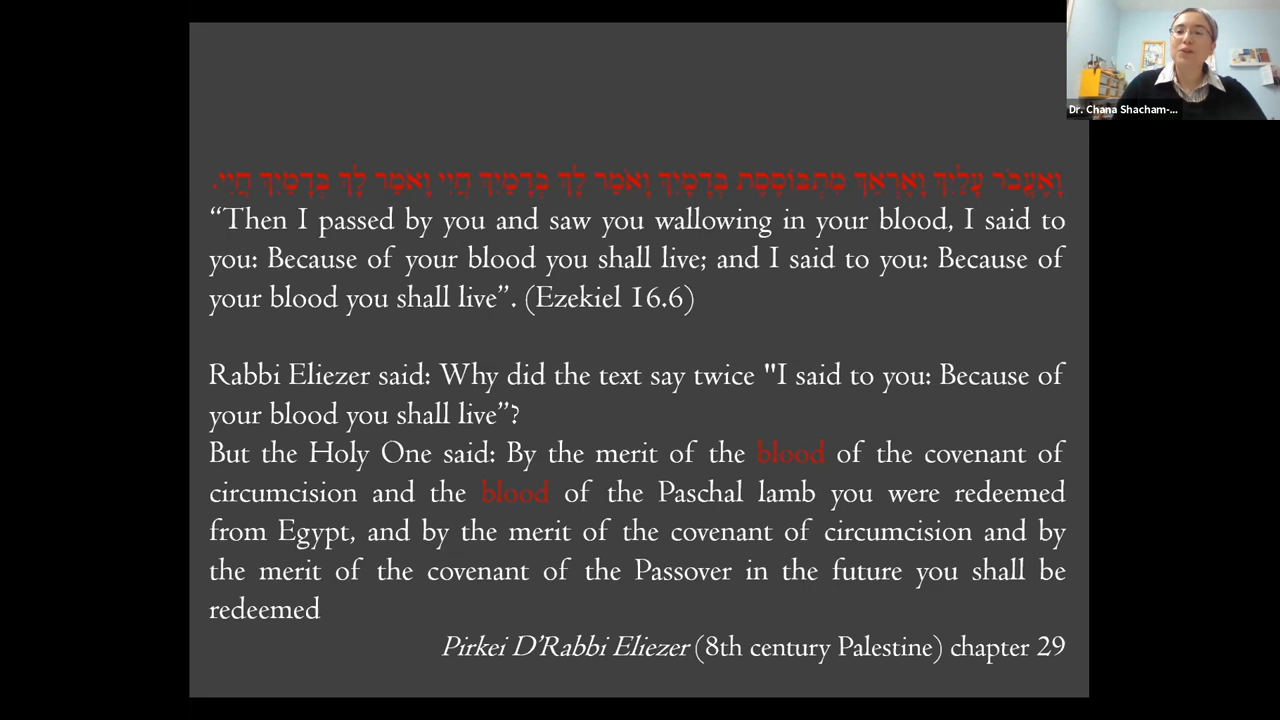 וָאֶעֱבֹר עָלַיִךְ וָאֶרְאֵךְ מִתְבּוֹסֶסֶת בְּדָמָיִךְ וָאֹמַר לָךְ בְּדָמַיִךְ חֲיִי וָאֹמַר לָךְ בְּדָמַיִךְ חֲיִי.
“Then I passed by you and saw you wallowing in your blood, I said to
you: Because of your blood you shall live; and I said to you: Because of
your blood you shall live”. (Ezekiel 16.6)
Rabbi Eliezer said: Why did the text say twice "I said to you: Because of
your blood you shall live”?
But the Holy One said: By the merit of the blood of the covenant of
circumcision and the blood of the Paschal lamb you were redeemed
from Egypt, and by the merit of the covenant of circumcision and by
the merit of the covenant of the Passover in the future you shall be
redeemed
Pirkei D’Rabbi Eliezer (8th century Palestine) chapter 29
Dr. Chana Shacham-...